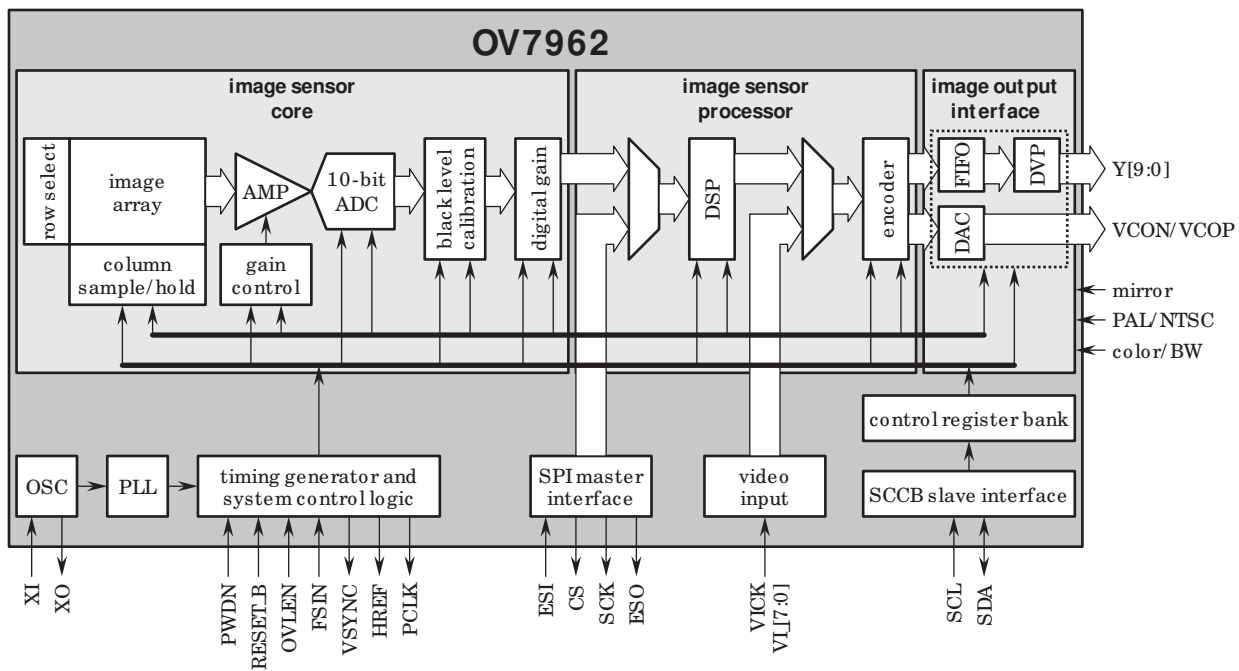 OV7962
image sensor
core
image sensor
processor
image output
interface
row select
image
array
AMP
10-bit
ADC
black level
calibration
digital gain
DSP
encoder
FIFO
DVP
DAC
Y[9:0]
VCON/VCOP
column
sample/hold
gain
control
mirror
PAL/NTSC
color/BW
control register bank
OSC
PLL
timing generator and
system control logic
SPI master
interface
video
input
SCCB slave interface
XI
XO
PWDN
RESET_B
OVLEN
FSIN
VSYNC
HREF
PCLK
ESI
CS
SCK
ESO
VICK
VI_[7:0]
SCL
SDA